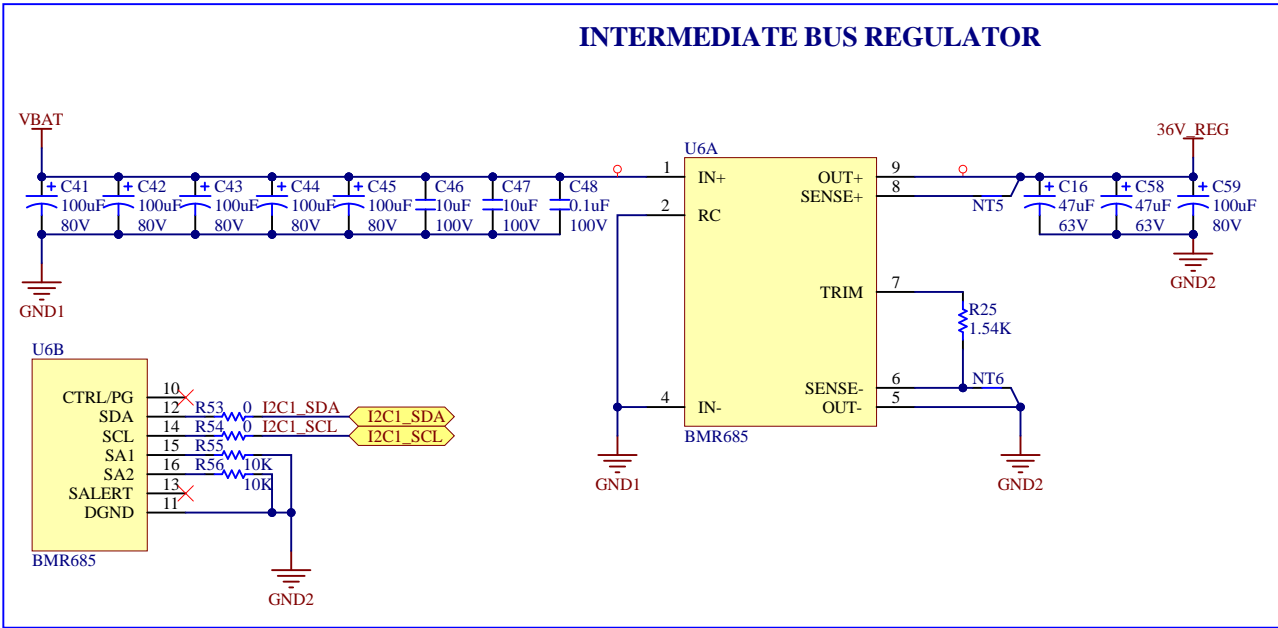 INTERMEDIATE BUS REGULATOR
VBAT
+ C41
100uF
80V
+ C42
100uF
80V
+ C43
100uF
80V
+ C44
100uF
80V
+ C45
100uF
80V
C46
10uF
100V
C47
10uF
100V
C48
0.1uF
100V
GND1
U6A
1 IN+
2 RC
4 IN-
OUT+ 9
SENSE+ 8
TRIM 7
SENSE- 6
OUT- 5
BMR685
GND1
NT5
36V_REG
+ C16
47uF
63V
+ C58
47uF
63V
+ C59
100uF
80V
GND2
R25
1.54K
NT6
GND2
U6B
CTRL/PG 10
SDA 12 R53 0 I2C1_SDA I2C1_SDA
SCL 14 R54 0 I2C1_SCL I2C1_SCL
SA1 15 R55 10K
SA2 16 R56 10K
SALERT 13
DGND 11
BMR685
GND2